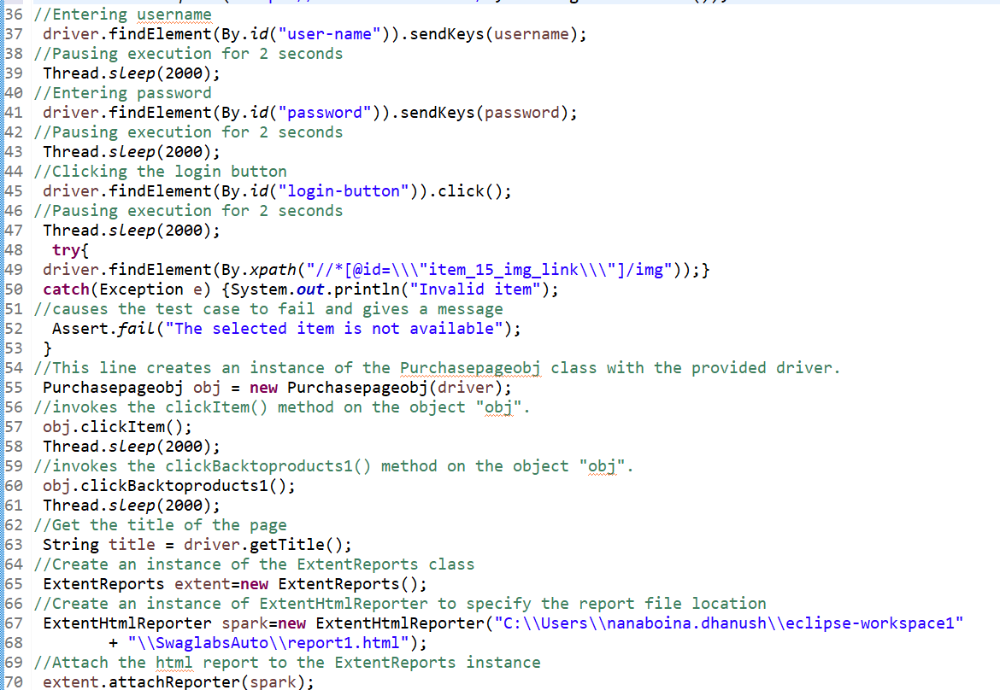 36 //Entering username
37 driver.findElement(By.id("user-name")).sendKeys(username);
38 //Pausing execution for 2 seconds
39 Thread.sleep(2000);
40 //Entering password
41 driver.findElement(By.id("password")).sendKeys(password);
42 //Pausing execution for 2 seconds
43 Thread.sleep(2000);
44 //Clicking the login button
45 driver.findElement(By.id("login-button")).click();
46 //Pausing execution for 2 seconds
47 Thread.sleep(2000);
48 try{
49 driver.findElement(By.xpath("//*[@id=\\\"item_15_img_link\\\"]/img"));}
50 catch(Exception e) {System.out.println("Invalid item");
51 //causes the test case to fail and gives a message
52 Assert.fail("The selected item is not available");
53 }
54 //This line creates an instance of the Purchasepageobj class with the provided driver.
55 Purchasepageobj obj = new Purchasepageobj(driver);
56 //invokes the clickItem() method on the object "obj".
57 obj.clickItem();
58 Thread.sleep(2000);
59 //invokes the clickBacktoproducts1() method on the object "obj".
60 obj.clickBacktoproducts1();
61 Thread.sleep(2000);
62 //Get the title of the page
63 String title = driver.getTitle();
64 //Create an instance of the ExtentReports class
65 ExtentReports extent=new ExtentReports();
66 //Create an instance of ExtentHtmlReporter to specify the report file location
67 ExtentHtmlReporter spark=new ExtentHtmlReporter("C:\\Users\\nanaboina.dhanush\\eclipse-workspace1"
68 + "\\SwaglabsAuto\\report1.html");
69 //Attach the html report to the ExtentReports instance
70 extent.attachReporter(spark);